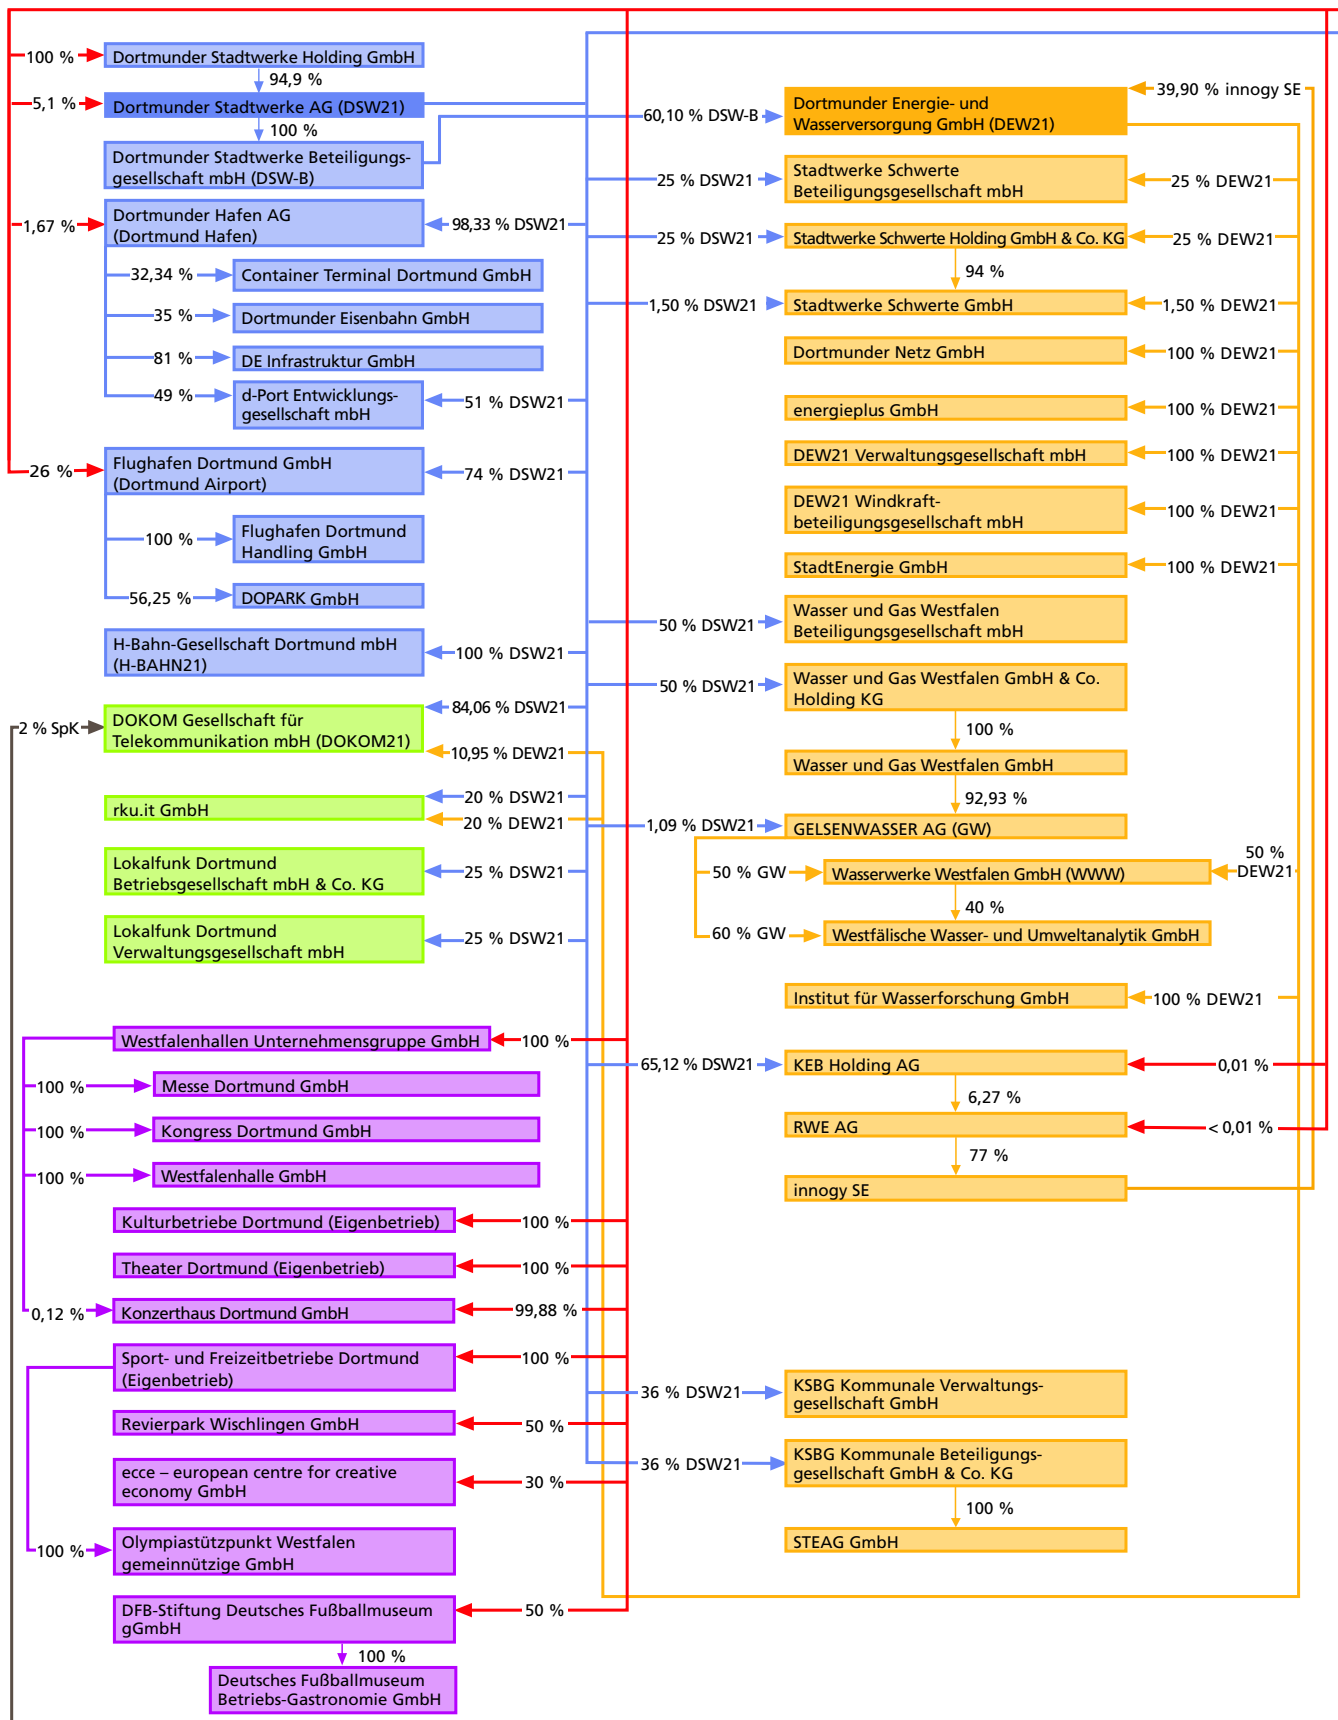 100 %
Dortmunder Stadtwerke Holding GmbH
94,9 %
5,1 %
Dortmunder Stadtwerke AG (DSW21)
100 %
Dortmunder Stadtwerke Beteiligungs-
gesellschaft mbH (DSW-B)
1,67 %
Dortmunder Hafen AG
(Dortmund Hafen)
98,33 % DSW21
32,34 %
Container Terminal Dortmund GmbH
35 %
Dortmunder Eisenbahn GmbH
81 %
DE Infrastruktur GmbH
49 %
d-Port Entwicklungs-
gesellschaft mbH
51 % DSW21
26 %
Flughafen Dortmund GmbH
(Dortmund Airport)
74 % DSW21
100 %
Flughafen Dortmund
Handling GmbH
56,25 %
DOPARK GmbH
H-Bahn-Gesellschaft Dortmund mbH
(H-BAHN21)
100 % DSW21
2 % SpK
DOKOM Gesellschaft für
Telekommunikation mbH (DOKOM21)
84,06 % DSW21
10,95 % DEW21
rku.it GmbH
20 % DSW21
20 % DEW21
Lokalfunk Dortmund
Betriebsgesellschaft mbH & Co. KG
25 % DSW21
Lokalfunk Dortmund
Verwaltungsgesellschaft mbH
25 % DSW21
Westfalenhallen Unternehmensgruppe GmbH
100 %
100 %
Messe Dortmund GmbH
100 %
Kongress Dortmund GmbH
100 %
Westfalenhalle GmbH
Kulturbetriebe Dortmund (Eigenbetrieb)
100 %
Theater Dortmund (Eigenbetrieb)
100 %
0,12 %
Konzerthaus Dortmund GmbH
99,88 %
Sport- und Freizeitbetriebe Dortmund
(Eigenbetrieb)
100 %
Revierpark Wischlingen GmbH
50 %
ecce – european centre for creative
economy GmbH
30 %
100 %
Olympiastützpunkt Westfalen
gemeinnützige GmbH
DFB-Stiftung Deutsches Fußballmuseum
gGmbH
50 %
100 %
Deutsches Fußballmuseum
Betriebs-Gastronomie GmbH
60,10 % DSW-B
Dortmunder Energie- und
Wasserversorgung GmbH (DEW21)
39,90 % innogy SE
25 % DSW21
Stadtwerke Schwerte
Beteiligungsgesellschaft mbH
25 % DEW21
25 % DSW21
Stadtwerke Schwerte Holding GmbH & Co. KG
25 % DEW21
94 %
1,50 % DSW21
Stadtwerke Schwerte GmbH
1,50 % DEW21
Dortmunder Netz GmbH
100 % DEW21
energieplus GmbH
100 % DEW21
DEW21 Verwaltungsgesellschaft mbH
100 % DEW21
DEW21 Windkraft-
beteiligungsgesellschaft mbH
100 % DEW21
StadtEnergie GmbH
100 % DEW21
50 % DSW21
Wasser und Gas Westfalen
Beteiligungsgesellschaft mbH
50 % DSW21
Wasser und Gas Westfalen GmbH & Co.
Holding KG
100 %
Wasser und Gas Westfalen GmbH
92,93 %
1,09 % DSW21
GELSENWASSER AG (GW)
50 % GW
Wasserwerke Westfalen GmbH (WWW)
50 %
DEW21
40 %
60 % GW
Westfälische Wasser- und Umweltanalytik GmbH
Institut für Wasserforschung GmbH
100 % DEW21
65,12 % DSW21
KEB Holding AG
0,01 %
6,27 %
RWE AG
< 0,01 %
77 %
innogy SE
36 % DSW21
KSBG Kommunale Verwaltungs-
gesellschaft GmbH
36 % DSW21
KSBG Kommunale Beteiligungs-
gesellschaft GmbH & Co. KG
100 %
STEAG GmbH